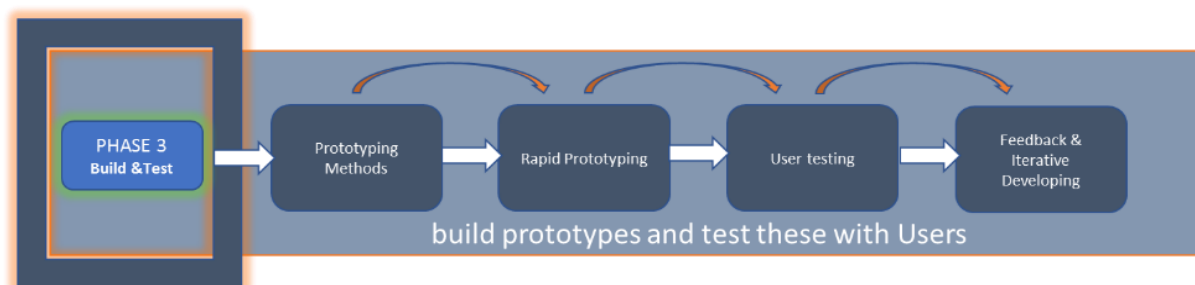 PHASE 3
Build &Test
Prototyping
Methods
Rapid Prototyping
User testing
Feedback &
Iterative
Developing
build prototypes and test these with Users